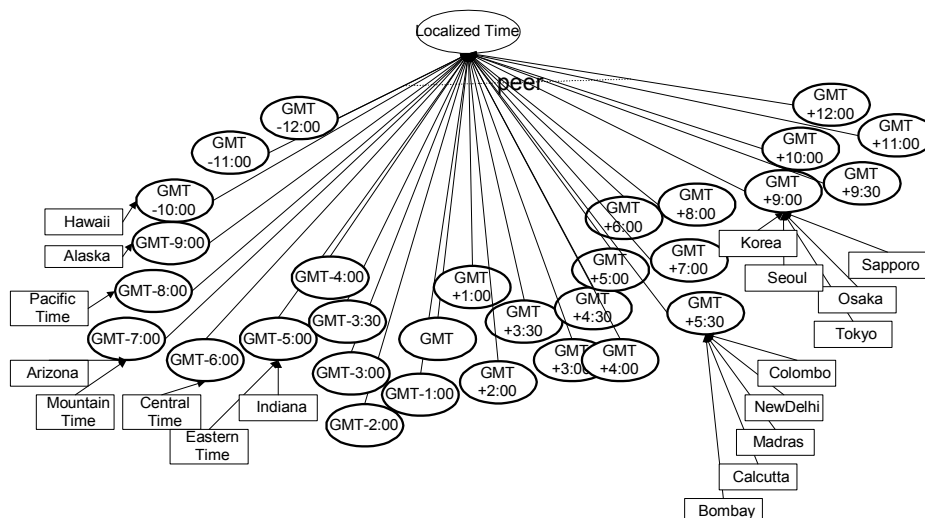 Localized Time
peer
GMT
-12:00
GMT
-11:00
GMT
-10:00
Hawaii
GMT-9:00
Alaska
GMT-8:00
Pacific
Time
GMT-7:00
Arizona
Mountain
Time
GMT-6:00
Central
Time
GMT-5:00
Eastern
Time
Indiana
GMT-4:00
GMT-3:30
GMT-3:00
GMT-2:00
GMT-1:00
GMT
GMT
+1:00
GMT
+2:00
GMT
+3:30
GMT
+3:00
GMT
+4:30
GMT
+4:00
GMT
+5:00
GMT
+6:00
GMT
+5:30
GMT
+7:00
GMT
+8:00
GMT
+9:00
GMT
+9:30
GMT
+10:00
GMT
+11:00
GMT
+12:00
Korea
Seoul
Sapporo
Osaka
Tokyo
Colombo
NewDelhi
Madras
Calcutta
Bombay